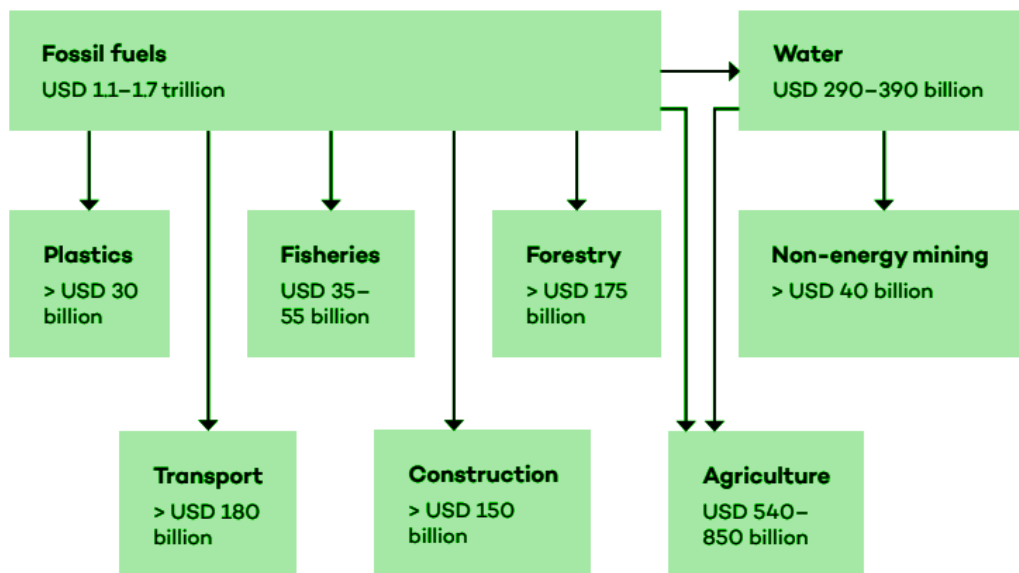 Fossil fuels
USD 1.1–1.7 trillion
Water
USD 290–390 billion
Plastics
> USD 30
billion
Fisheries
USD 35–
55 billion
Forestry
> USD 175
billion
Non-energy mining
> USD 40 billion
Transport
> USD 180
billion
Construction
> USD 150
billion
Agriculture
USD 540–
850 billion